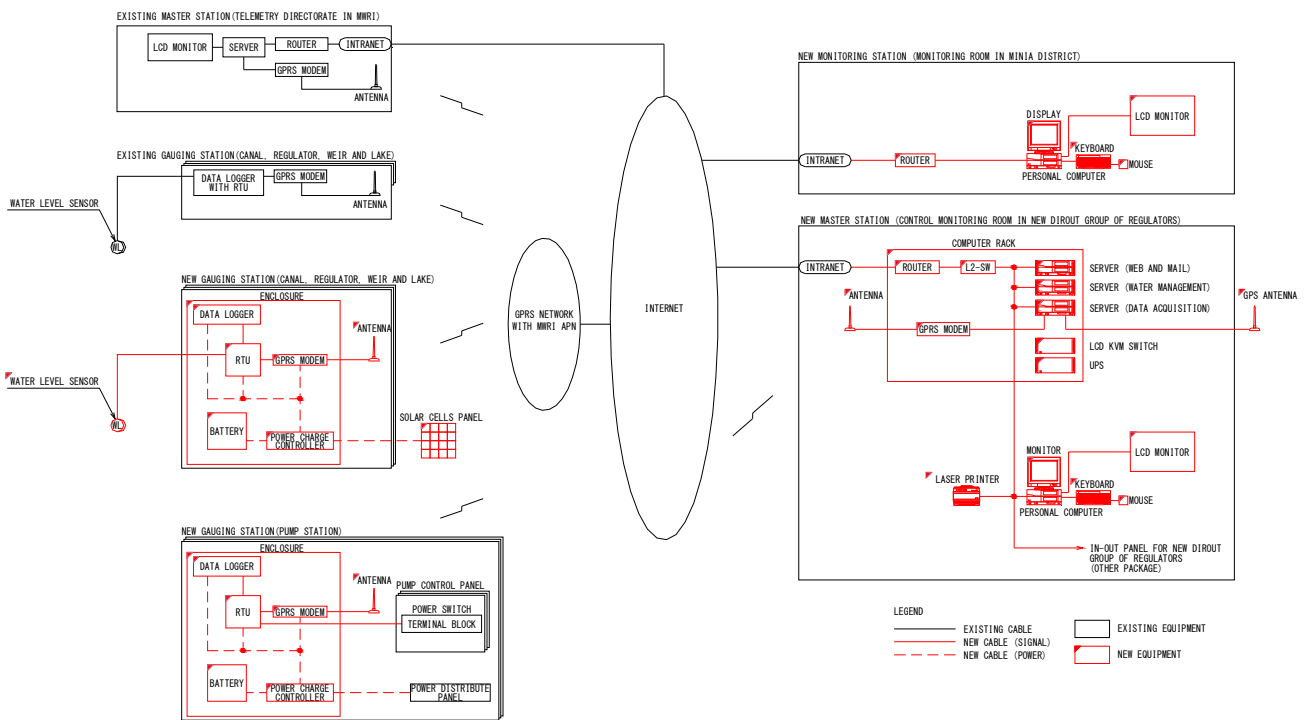 EXISTING MASTER STATION(TELEMETRY DIRECTORATE IN MWRI)
LCD MONITOR
SERVER
ROUTER
INTRANET
GPRS MODEM
ANTENNA
EXISTING GAUGING STATION(CANAL, REGULATOR, WEIR AND LAKE)
DATA LOGGER
WITH RTU
GPRS MODEM
ANTENNA
WATER LEVEL SENSOR
WL
NEW GAUGING STATION(CANAL, REGULATOR, WEIR AND LAKE)
ENCLOSURE
DATA LOGGER
ANTENNA
RTU
GPRS MODEM
WATER LEVEL SENSOR
WL
BATTERY
POWER CHARGE
CONTROLLER
SOLAR CELLS PANEL
NEW GAUGING STATION(PUMP STATION)
ENCLOSURE
DATA LOGGER
ANTENNA
RTU
GPRS MODEM
PUMP CONTROL PANEL
POWER SWITCH
TERMINAL BLOCK
BATTERY
POWER CHARGE
CONTROLLER
POWER DISTRIBUTE
PANEL
GPRS NETWORK
WITH MWRI APN
INTERNET
NEW MONITORING STATION (MONITORING ROOM IN MINIA DISTRICT)
INTRANET
ROUTER
DISPLAY
LCD MONITOR
KEYBOARD
MOUSE
PERSONAL COMPUTER
NEW MASTER STATION (CONTROL MONITORING ROOM IN NEW DIROUT GROUP OF REGULATORS)
COMPUTER RACK
INTRANET
ROUTER
L2-SW
SERVER (WEB AND MAIL)
SERVER (WATER MANAGEMENT)
SERVER (DATA ACQUISITION)
ANTENNA
GPRS MODEM
GPS ANTENNA
LCD KVM SWITCH
UPS
MONITOR
LCD MONITOR
LASER PRINTER
KEYBOARD
MOUSE
PERSONAL COMPUTER
IN-OUT PANEL FOR NEW DIROUT
GROUP OF REGULATORS
(OTHER PACKAGE)
LEGEND
EXISTING CABLE
NEW CABLE (SIGNAL)
NEW CABLE (POWER)
EXISTING EQUIPMENT
NEW EQUIPMENT